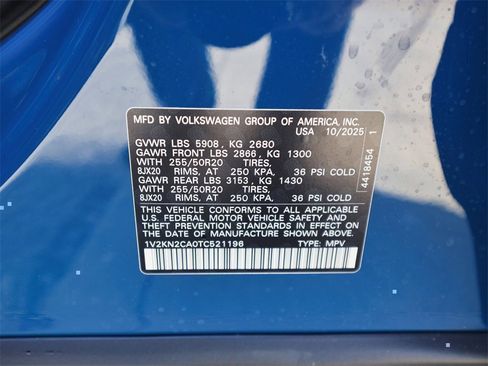 MFD BY VOLKSWAGEN GROUP OF AMERICA, INC.
USA 10/2025
GVWR LBS 5908, KG 2680
GAWR FRONT LBS 2866, KG 1300
WITH 255/50R20 TIRES,
8JX20 RIMS, AT 250 KPA, 36 PSI COLD
GAWR REAR LBS 3153, KG 1430
WITH 255/50R20 TIRES,
8JX20 RIMS, AT 250 KPA, 36 PSI COLD
THIS VEHICLE CONFORMS TO ALL APPLICABLE
U.S. FEDERAL MOTOR VEHICLE SAFETY AND
THEFT PREVENTION STANDARDS IN EFFECT ON
THE DATE OF MANUFACTURE SHOWN ABOVE.
1V2KN2CA0TC521196 TYPE: MPV
4418454 1